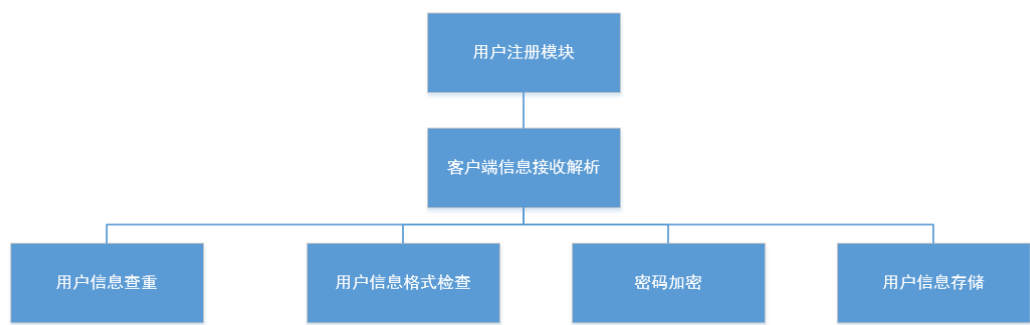 用户注册模块
客户端信息接收解析
用户信息查重
用户信息格式检查
密码加密
用户信息存储